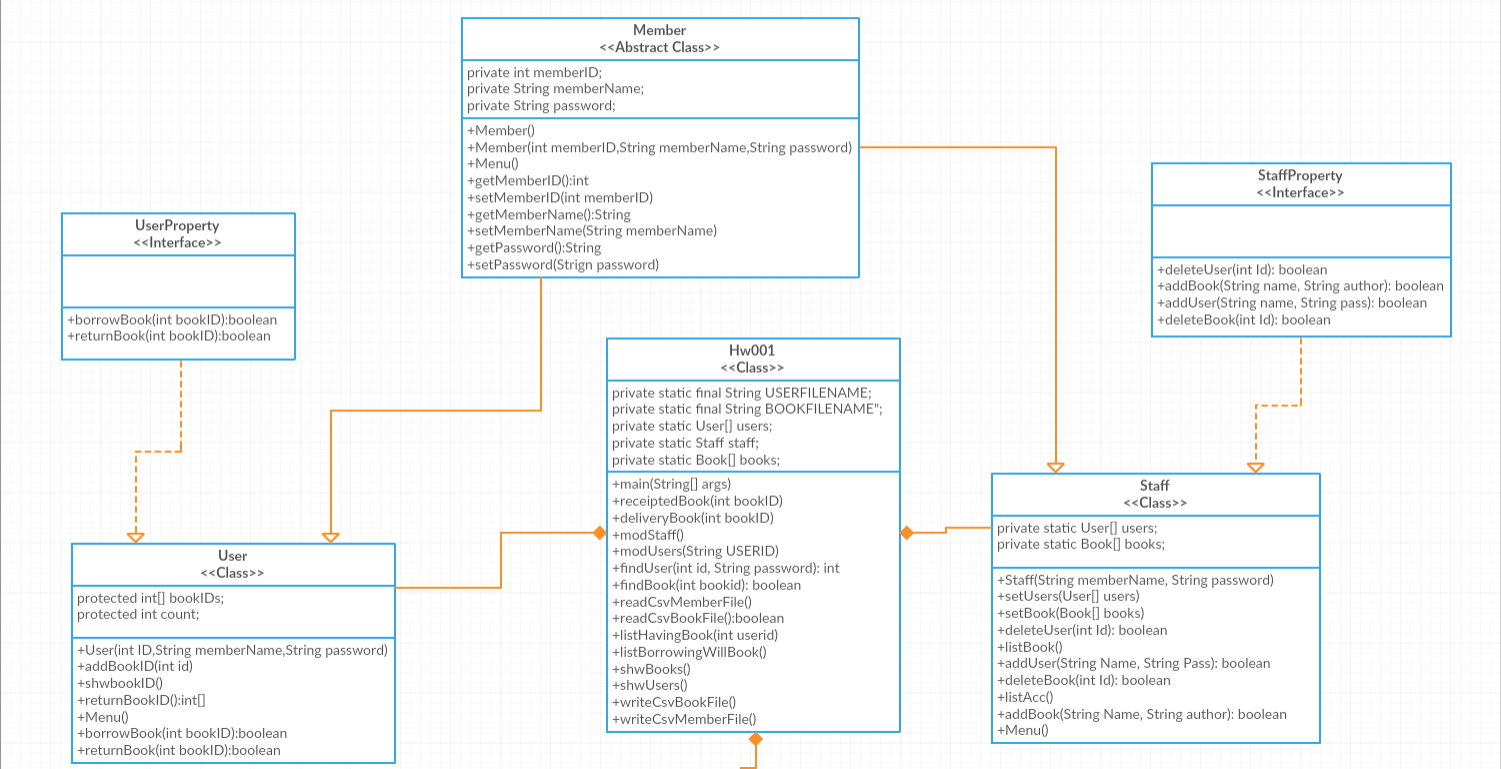 Member
<<Abstract Class>>
private int memberID;
private String memberName;
private String password;
+Member()
+Member(int memberID,String memberName,String password)
+Menu()
+getMemberID():int
+setMemberID(int memberID)
+getMemberName():String
+setMemberName(String memberName)
+getPassword():String
+setPassword(Strign password)
StaffProperty
<<Interface>>
+deleteUser(int Id): boolean
+addBook(String name, String author): boolean
+addUser(String name, String pass): boolean
+deleteBook(int Id): boolean
UserProperty
<<Interface>>
+borrowBook(int bookID):boolean
+returnBook(int bookID):boolean
Hw001
<<Class>>
private static final String USERFILENAME;
private static final String BOOKFILENAME";
private static User[] users;
private static Staff staff;
private static Book[] books;
+main(String[] args)
+receiptedBook(int bookID)
+deliveryBook(int bookID)
+modStaff()
+modUsers(String USERID)
+findUser(int id, String password): int
+findBook(int bookid): boolean
+readCsvMemberFile()
+readCsvBookFile():boolean
+listHavingBook(int userid)
+listBorrowingWillBook()
+shwBooks()
+shwUsers()
+writeCsvBookFile()
+writeCsvMemberFile()
Staff
<<Class>>
private static User[] users;
private static Book[] books;
+Staff(String memberName, String password)
+setUsers(User[] users)
+setBook(Book[] books)
+deleteUser(int Id): boolean
+listBook()
+addUser(String Name, String Pass): boolean
+deleteBook(int Id): boolean
+listAcc()
+addBook(String Name, String author): boolean
+Menu()
User
<<Class>>
protected int[] bookIDs;
protected int count;
+User(int ID,String memberName,String password)
+addBookID(int id)
+shwbookID()
+returnBookID():int[]
+Menu()
+borrowBook(int bookID):boolean
+returnBook(int bookID):boolean